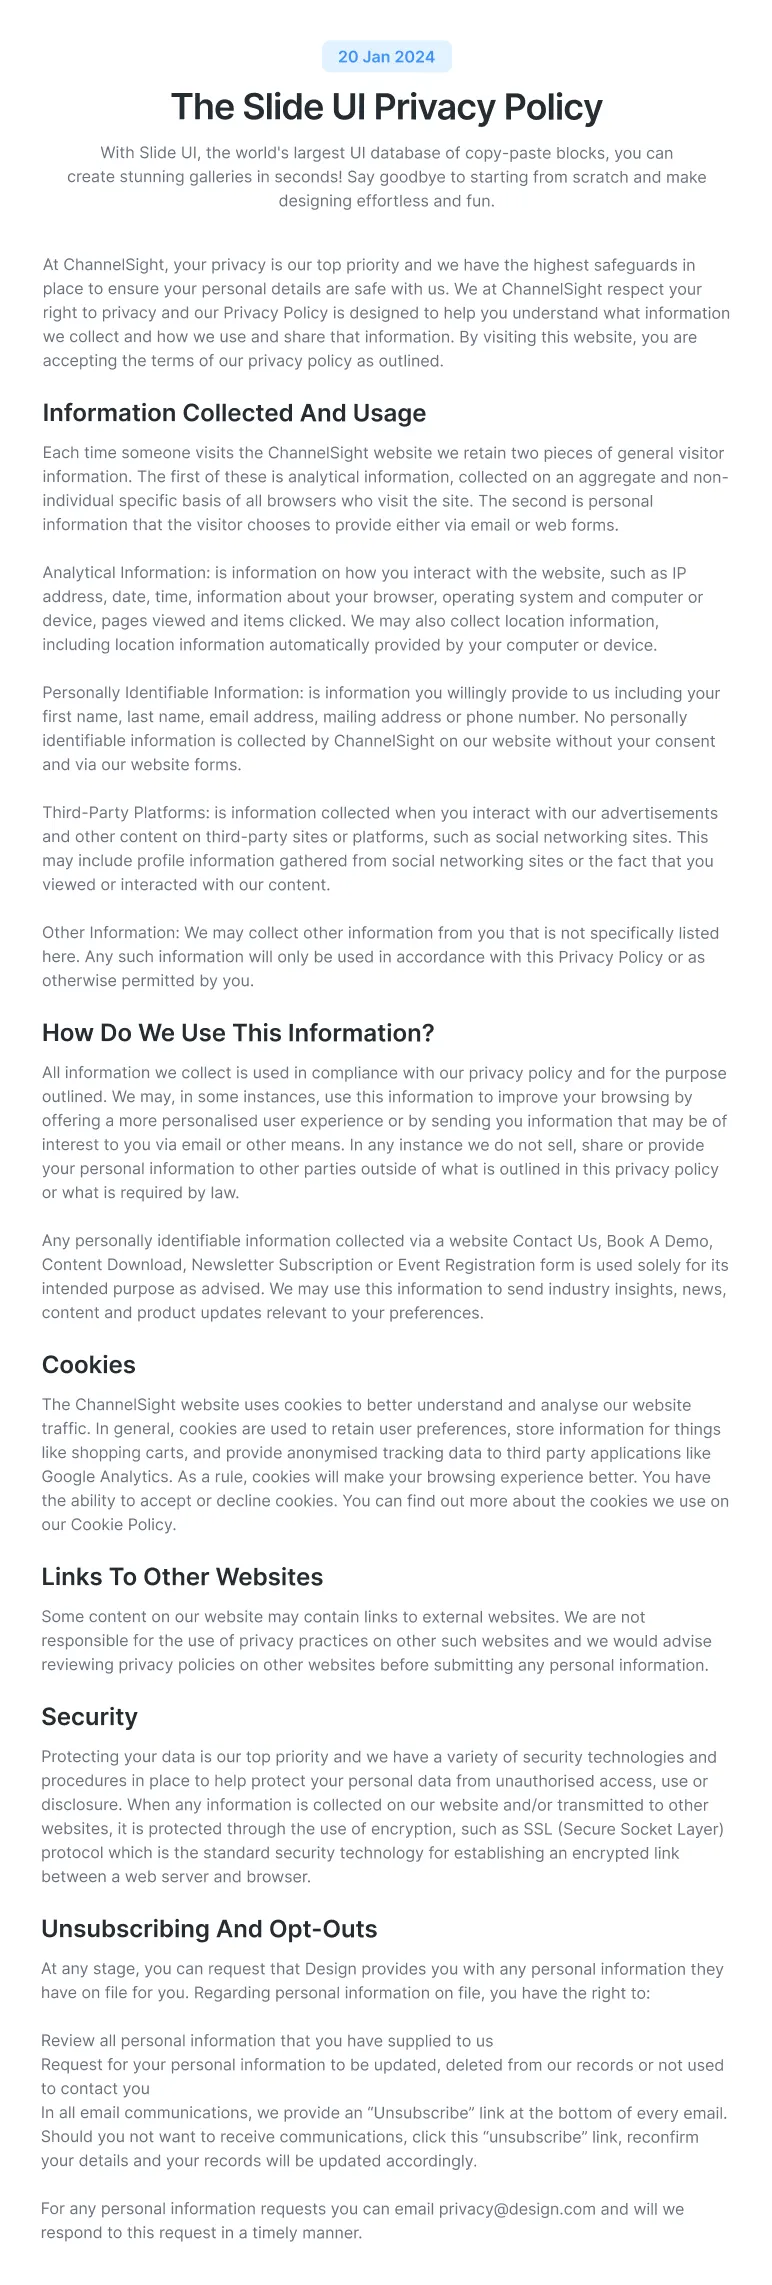 20 Jan 2024
The Slide UI Privacy Policy
With Slide UI, the world's largest UI database of copy-paste blocks, you can
create stunning galleries in seconds! Say goodbye to starting from scratch and make
designing effortless and fun.
At ChannelSight, your privacy is our top priority and we have the highest safeguards in
place to ensure your personal details are safe with us. We at ChannelSight respect your
right to privacy and our Privacy Policy is designed to help you understand what information
we collect and how we use and share that information. By visiting this website, you are
accepting the terms of our privacy policy as outlined.
Information Collected And Usage
Each time someone visits the ChannelSight website we retain two pieces of general visitor
information. The first of these is analytical information, collected on an aggregate and non-
individual specific basis of all browsers who visit the site. The second is personal
information that the visitor chooses to provide either via email or web forms.
Analytical Information: is information on how you interact with the website, such as IP
address, date, time, information about your browser, operating system and computer or
device, pages viewed and items clicked. We may also collect location information,
including location information automatically provided by your computer or device.
Personally Identifiable Information: is information you willingly provide to us including your
first name, last name, email address, mailing address or phone number. No personally
identifiable information is collected by ChannelSight on our website without your consent
and via our website forms.
Third-Party Platforms: is information collected when you interact with our advertisements
and other content on third-party sites or platforms, such as social networking sites. This
may include profile information gathered from social networking sites or the fact that you
viewed or interacted with our content.
Other Information: We may collect other information from you that is not specifically listed
here. Any such information will only be used in accordance with this Privacy Policy or as
otherwise permitted by you.
How Do We Use This Information?
All information we collect is used in compliance with our privacy policy and for the purpose
outlined. We may, in some instances, use this information to improve your browsing by
offering a more personalised user experience or by sending you information that may be of
interest to you via email or other means. In any instance we do not sell, share or provide
your personal information to other parties outside of what is outlined in this privacy policy
or what is required by law.
Any personally identifiable information collected via a website Contact Us, Book A Demo,
Content Download, Newsletter Subscription or Event Registration form is used solely for its
intended purpose as advised. We may use this information to send industry insights, news,
content and product updates relevant to your preferences.
Cookies
The ChannelSight website uses cookies to better understand and analyse our website
traffic. In general, cookies are used to retain user preferences, store information for things
like shopping carts, and provide anonymised tracking data to third party applications like
Google Analytics. As a rule, cookies will make your browsing experience better. You have
the ability to accept or decline cookies. You can find out more about the cookies we use on
our Cookie Policy.
Links To Other Websites
Some content on our website may contain links to external websites. We are not
responsible for the use of privacy practices on other such websites and we would advise
reviewing privacy policies on other websites before submitting any personal information.
Security
Protecting your data is our top priority and we have a variety of security technologies and
procedures in place to help protect your personal data from unauthorised access, use or
disclosure. When any information is collected on our website and/or transmitted to other
websites, it is protected through the use of encryption, such as SSL (Secure Socket Layer)
protocol which is the standard security technology for establishing an encrypted link
between a web server and browser.
Unsubscribing And Opt-Outs
At any stage, you can request that Design provides you with any personal information they
have on file for you. Regarding personal information on file, you have the right to:
Review all personal information that you have supplied to us
Request for your personal information to be updated, deleted from our records or not used
to contact you
In all email communications, we provide an “Unsubscribe” link at the bottom of every email.
Should you not want to receive communications, click this “unsubscribe” link, reconfirm
your details and your records will be updated accordingly.
For any personal information requests you can email privacy@design.com and will we
respond to this request in a timely manner.